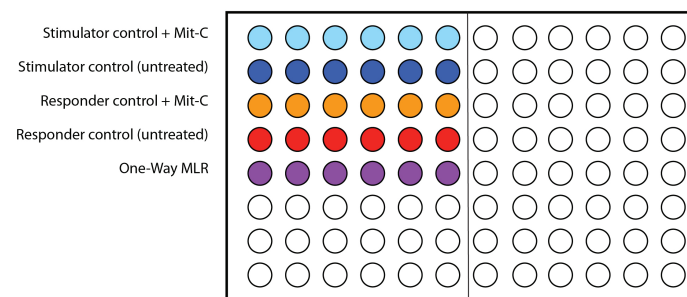 Stimulator control + Mit-C
Stimulator control (untreated)
Responder control + Mit-C
Responder control (untreated)
One-Way MLR